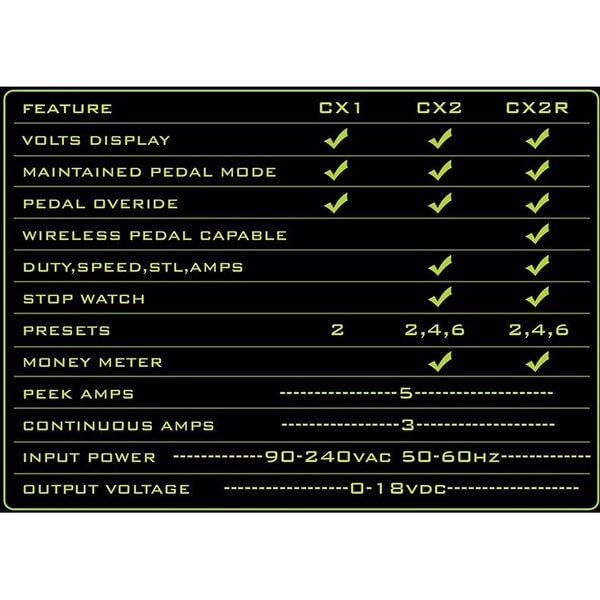 FEATURE CX1 CX2 CX2R
VOLTS DISPLAY ✓ ✓ ✓
MAINTAINED PEDAL MODE ✓ ✓ ✓
PEDAL OVERIDE ✓ ✓ ✓
WIRELESS PEDAL CAPABLE ✓
DUTY,SPEED,STL,AMPS ✓ ✓
STOP WATCH ✓ ✓
PRESETS 2 2,4,6 2,4,6
MONEY METER ✓ ✓
PEEK AMPS -----------------5-------------------
CONTINUOUS AMPS -----------------3-------------------
INPUT POWER -------------90-240VAC 50-60HZ-------------
OUTPUT VOLTAGE ------------------0-18VDC-------------------